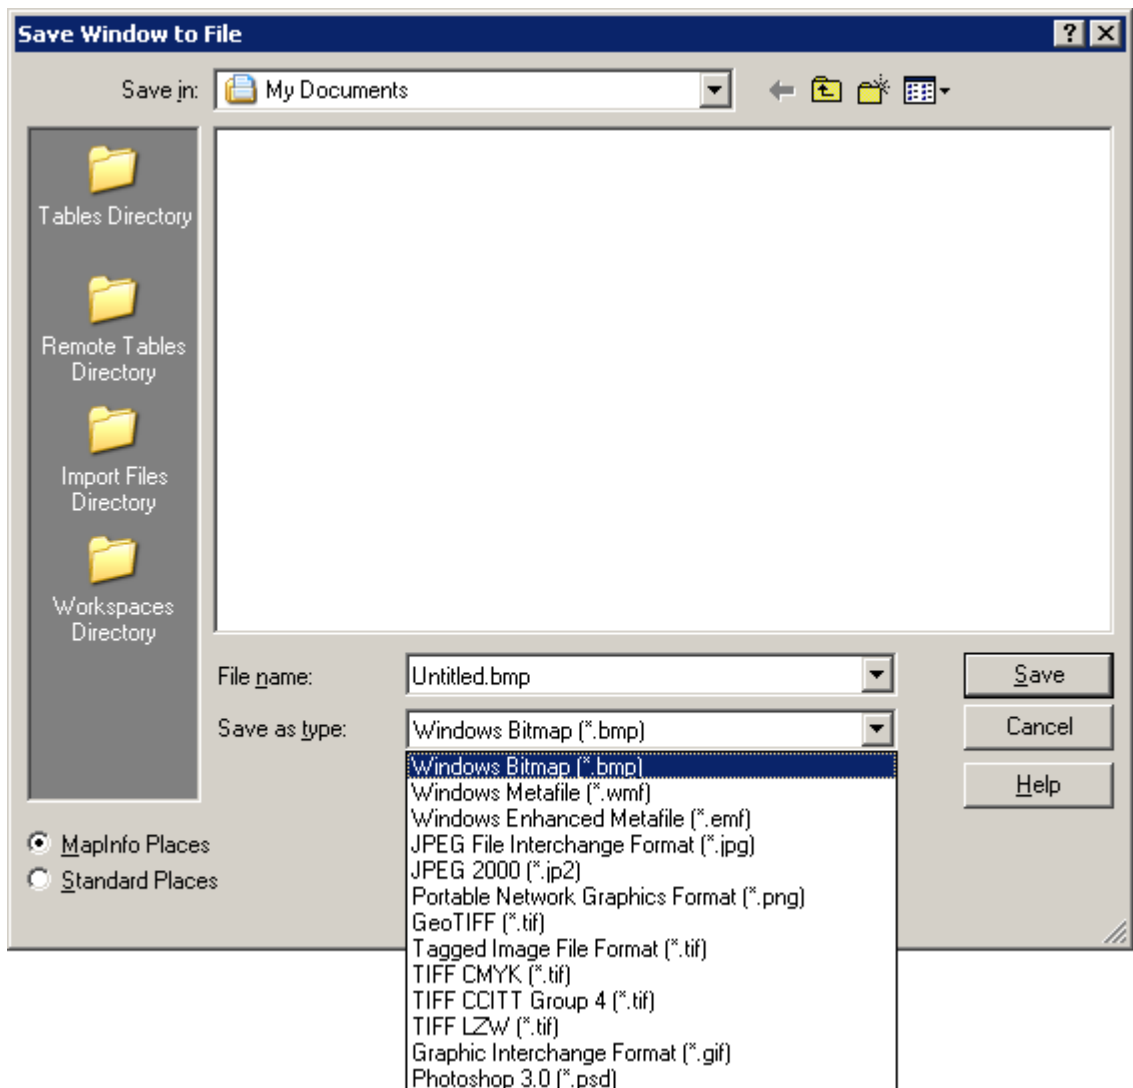 Save Window to File
Save in:
My Documents
Tables Directory
Remote Tables
Directory
Import Files
Directory
Workspaces
Directory
File name:
Untitled.bmp
Save
Save as type:
Windows Bitmap (*.bmp)
Cancel
Help
Windows Bitmap (*.bmp)
Windows Metafile (*.wmf)
Windows Enhanced Metafile (*.emf)
JPEG File Interchange Format (*.jpg)
JPEG 2000 (*.jp2)
Portable Network Graphics Format (*.png)
GeoTIFF (*.tif)
Tagged Image File Format (*.tif)
TIFF CMYK (*.tif)
TIFF CCITT Group 4 (*.tif)
TIFF LZW (*.tif)
Graphic Interchange Format (*.gif)
Photoshop 3.0 (*.psd)
MapInfo Places
Standard Places